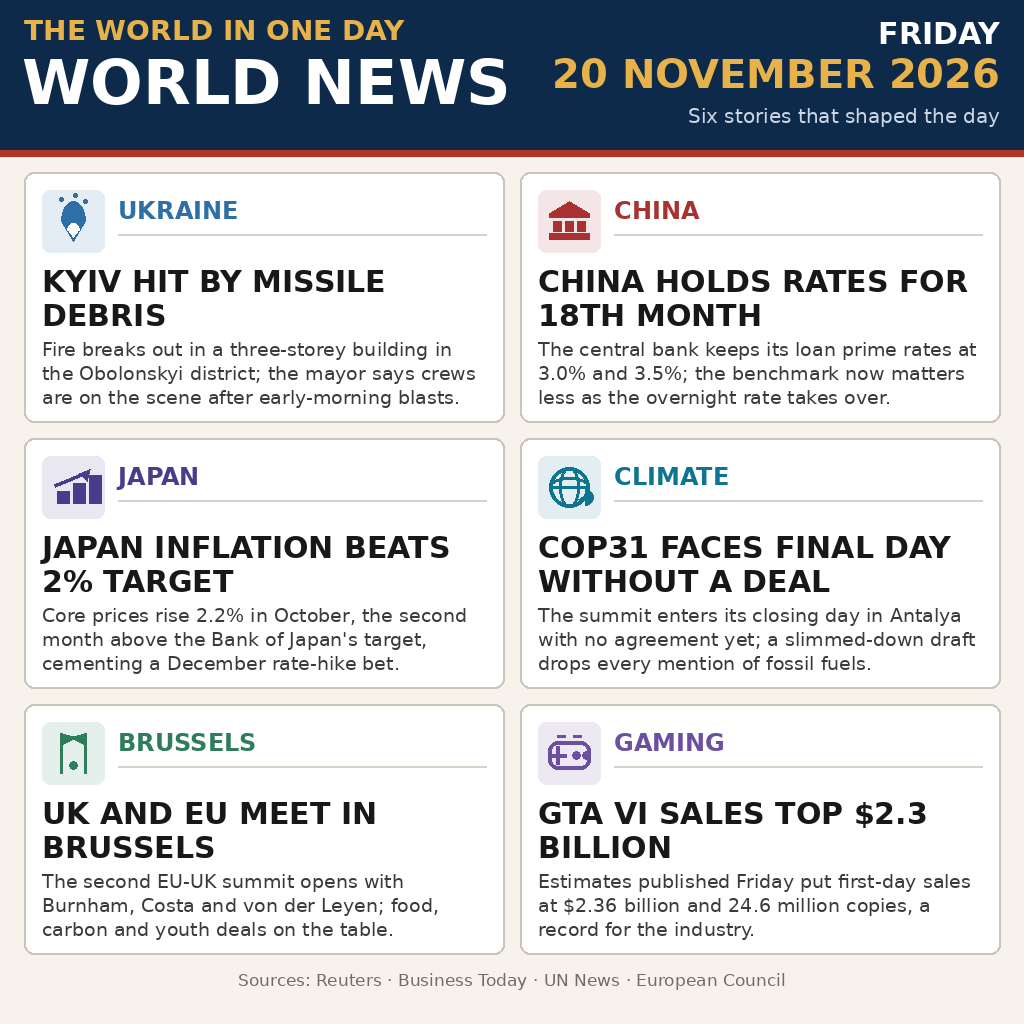 THE WORLD IN ONE DAY
WORLD NEWS
FRIDAY
20 NOVEMBER 2026
Six stories that shaped the day
UKRAINE
KYIV HIT BY MISSILE
DEBRIS
Fire breaks out in a three-storey building in
the Obolonskyi district; the mayor says crews
are on the scene after early-morning blasts.
CHINA
CHINA HOLDS RATES FOR
18TH MONTH
The central bank keeps its loan prime rates at
3.0% and 3.5%; the benchmark now matters
less as the overnight rate takes over.
JAPAN
JAPAN INFLATION BEATS
2% TARGET
Core prices rise 2.2% in October, the second
month above the Bank of Japan's target,
cementing a December rate-hike bet.
CLIMATE
COP31 FACES FINAL DAY
WITHOUT A DEAL
The summit enters its closing day in Antalya
with no agreement yet; a slimmed-down draft
drops every mention of fossil fuels.
BRUSSELS
UK AND EU MEET IN
BRUSSELS
The second EU-UK summit opens with
Burnham, Costa and von der Leyen; food,
carbon and youth deals on the table.
GAMING
GTA VI SALES TOP $2.3
BILLION
Estimates published Friday put first-day sales
at $2.36 billion and 24.6 million copies, a
record for the industry.
Sources: Reuters · Business Today · UN News · European Council